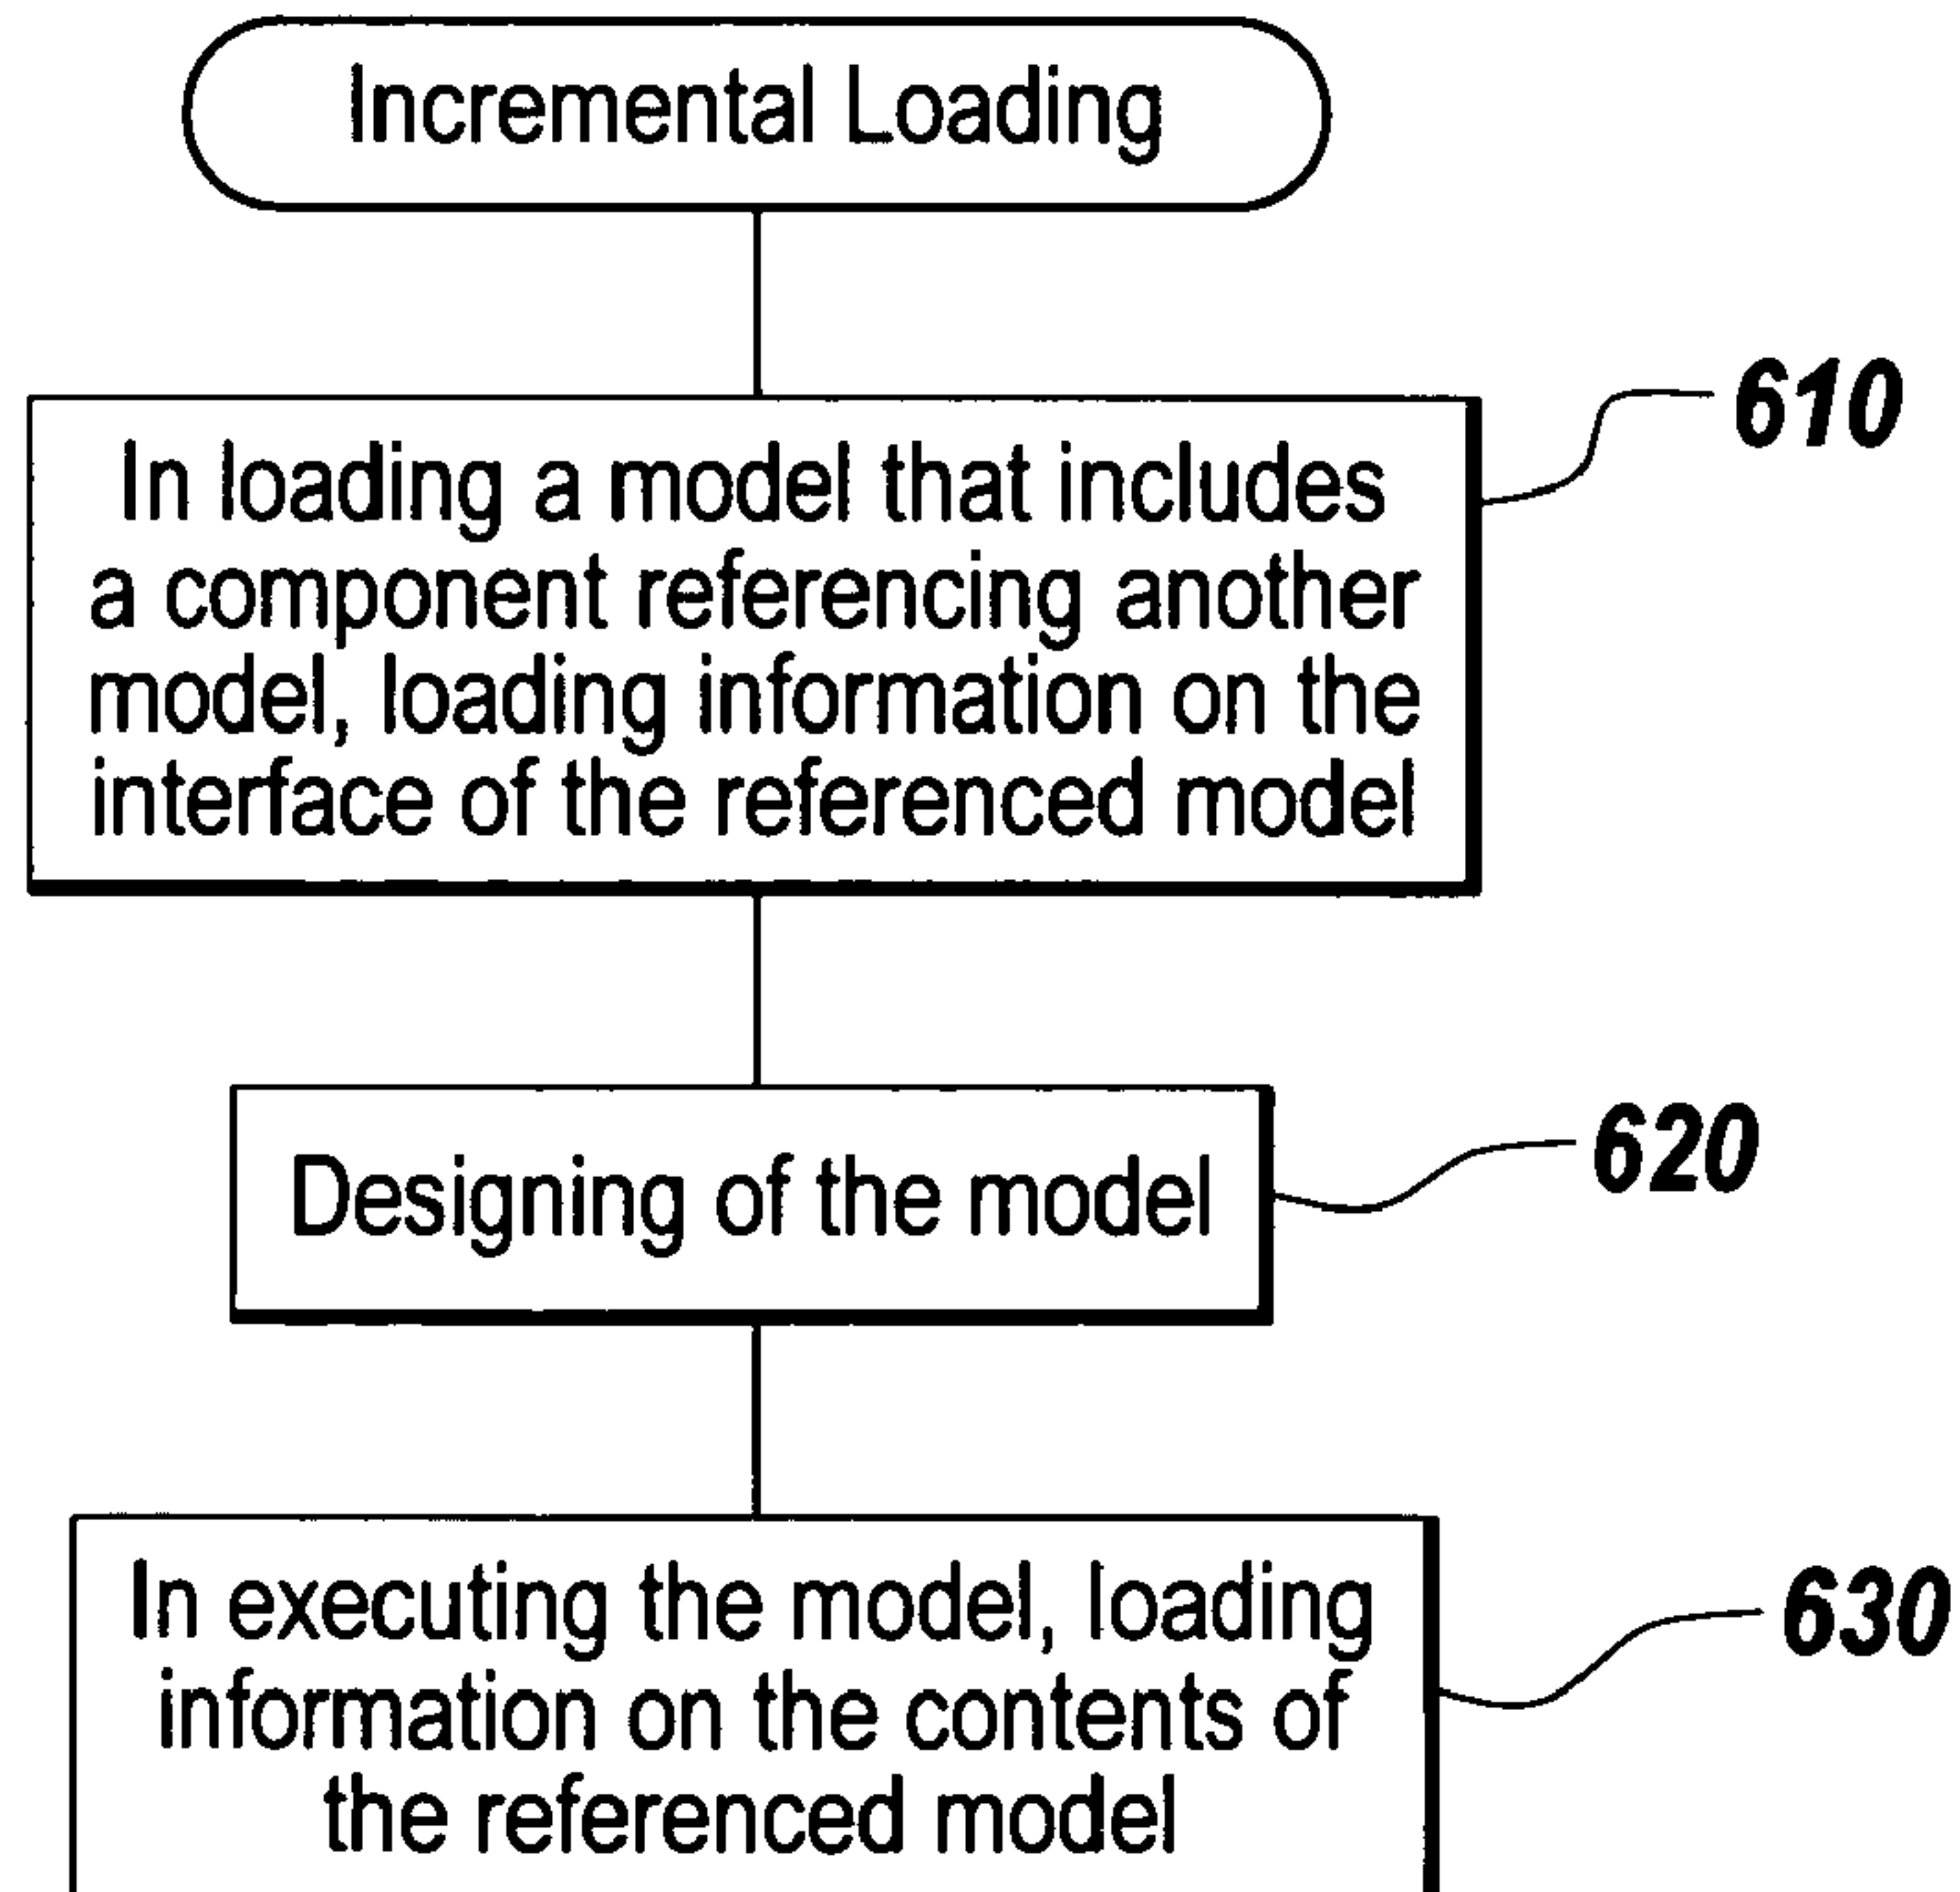 Incremental Loading
610
In loading a model that includes
a component referencing another
model, loading information on the
interface of the referenced model
620
Designing of the model
630
In executing the model, loading
information on the contents of
the referenced model